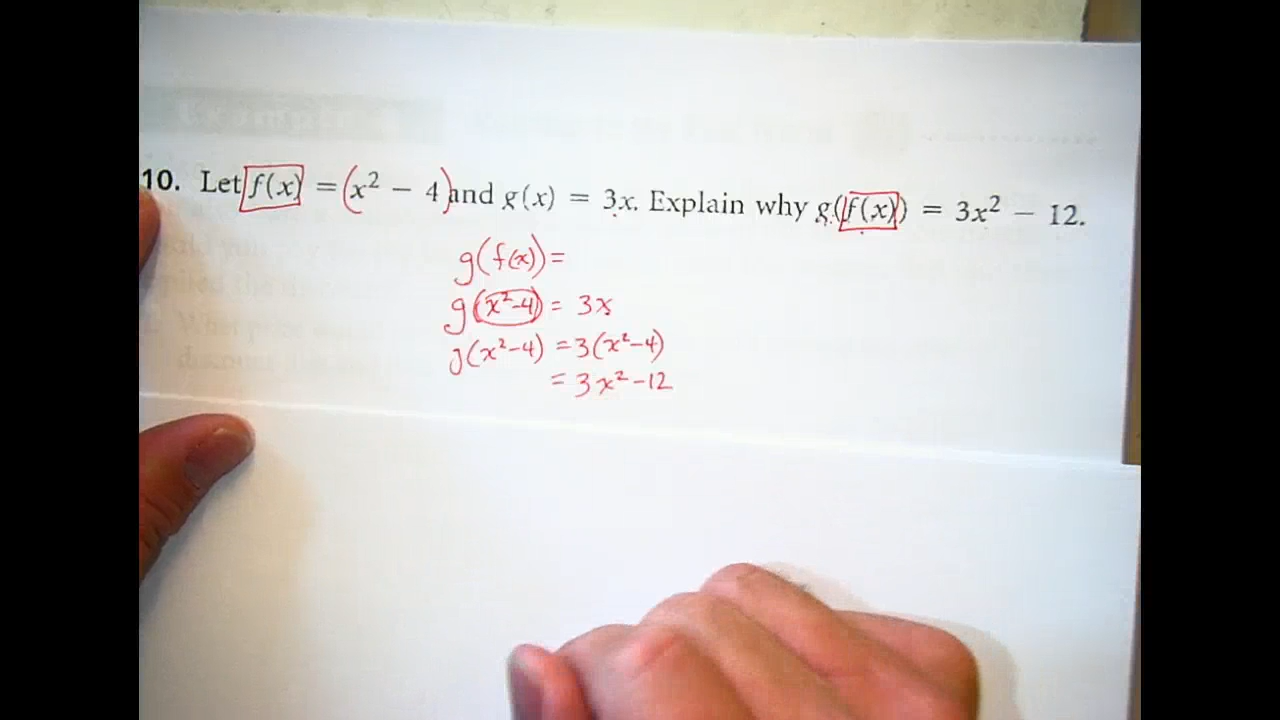 10. Let f(x) = (x² − 4) and g(x) = 3x. Explain why g(f(x)) = 3x² − 12.
g(f(x)) =
g(x²-4) = 3x
g(x²-4) = 3(x²-4)
= 3x²-12